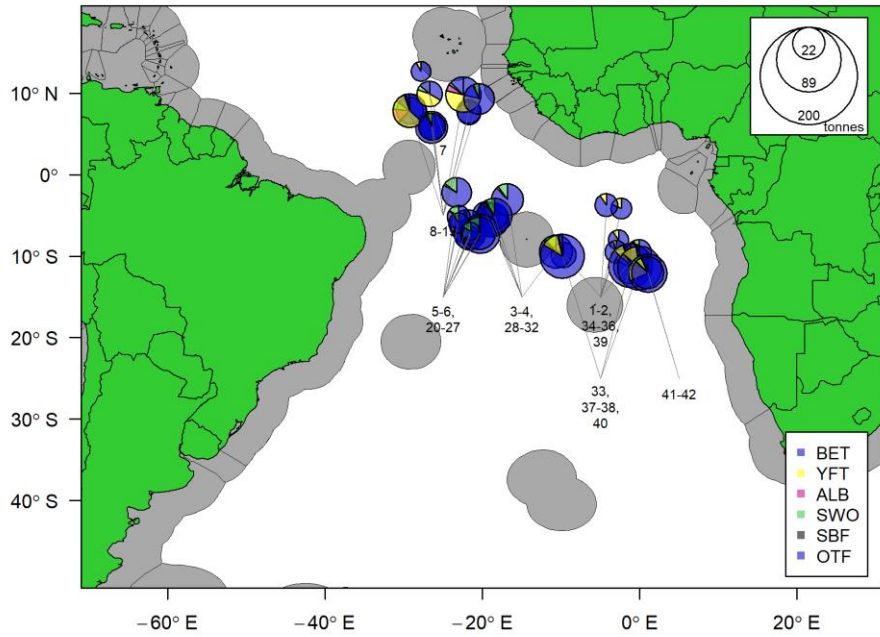 22
89
200
tonnes
10° N
0°
10° S
20° S
30° S
40° S
7
5-6,
20-27
3-4,
28-32
1-2,
34-36,
39
33,
37-38,
40
41-42
BET
YFT
ALB
SWO
SBF
OTF
−60° E
−40° E
−20° E
0° E
20° E